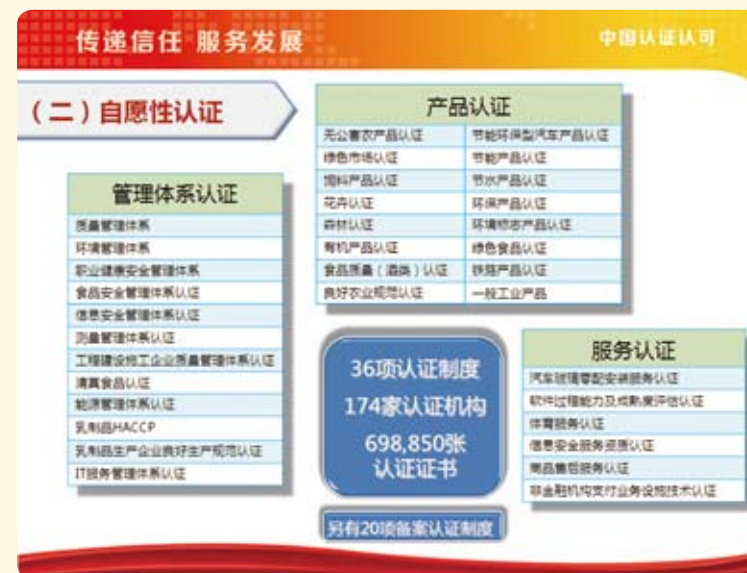 传递信任 服务发展
中国认证认可
（二）自愿性认证
管理体系认证
质量管理体系
环境管理体系
职业健康安全管理体系
食品安全管理体系认证
信息安全管理体系认证
测量管理体系认证
工程建设施工企业质量管理体系认证
清真食品认证
能源管理体系认证
乳制品HACCP
乳制品生产企业良好生产规范认证
IT服务管理体系认证
产品认证
无公害农产品认证 节能环保型汽车产品认证
绿色市场认证 节能产品认证
饲料产品认证 节水产品认证
花卉认证 环保产品认证
森林认证 环境标志产品认证
有机产品认证 绿色食品认证
食品质量（酒类）认证 铁路产品认证
良好农业规范认证 一般工业产品
36项认证制度
174家认证机构
698,850张
认证证书
另有20项备案认证制度
服务认证
汽车玻璃零配安装服务认证
软件过程能力及成熟度评估认证
体育服务认证
信息安全服务资质认证
商品售后服务认证
非金融机构支付业务设施技术认证